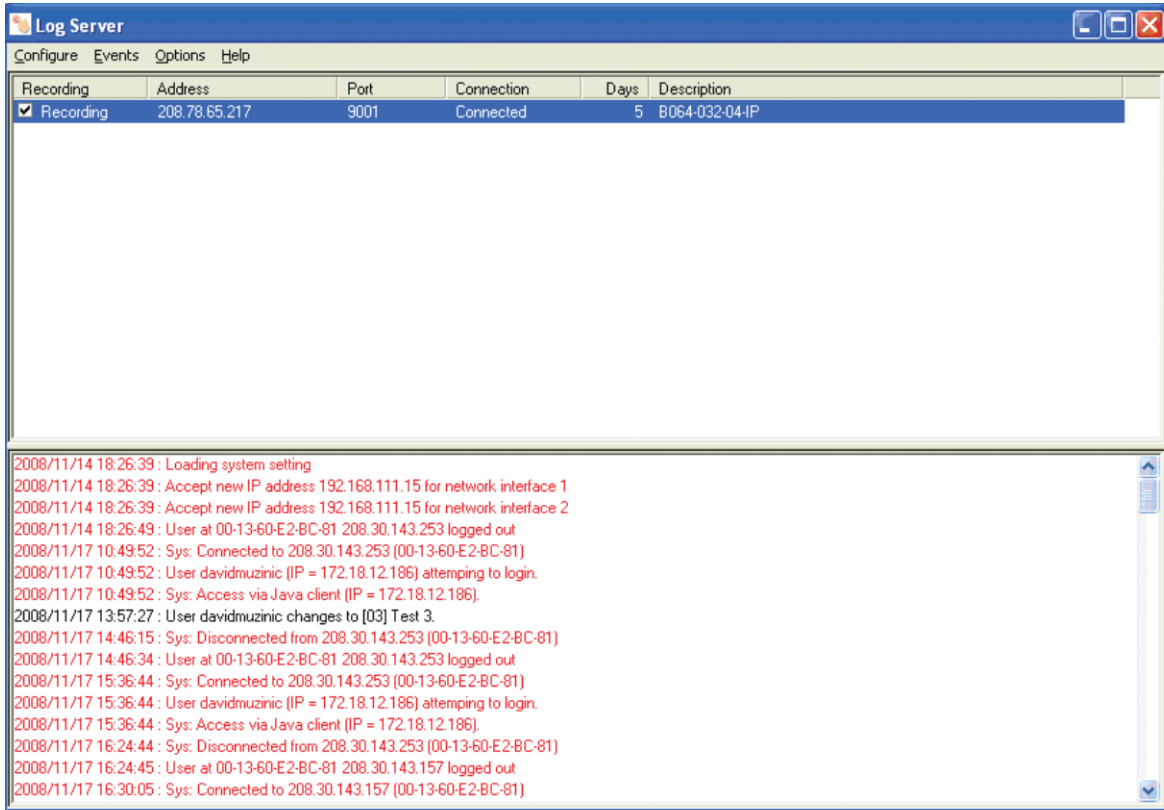 Log Server
Configure Events Options Help
Recording Address Port Connection Days Description
Recording 208.78.65.217 9001 Connected 5 B064-032-04-IP
2008/11/14 18:26:39 : Loading system setting
2008/11/14 18:26:39 : Accept new IP address 192.168.111.15 for network interface 1
2008/11/14 18:26:39 : Accept new IP address 192.168.111.15 for network interface 2
2008/11/14 18:26:49 : User at 00-13-60-E2-BC-81 208.30.143.253 logged out
2008/11/17 10:49:52 : Sys: Connected to 208.30.143.253 (00-13-60-E2-BC-81)
2008/11/17 10:49:52 : User davidmuzinic (IP = 172.18.12.186) attemping to login.
2008/11/17 10:49:52 : Sys: Access via Java client (IP = 172.18.12.186).
2008/11/17 13:57:27 : User davidmuzinic changes to [03] Test 3.
2008/11/17 14:46:15 : Sys: Disconnected from 208.30.143.253 (00-13-60-E2-BC-81)
2008/11/17 14:46:34 : User at 00-13-60-E2-BC-81 208.30.143.253 logged out
2008/11/17 15:36:44 : Sys: Connected to 208.30.143.253 (00-13-60-E2-BC-81)
2008/11/17 15:36:44 : User davidmuzinic (IP = 172.18.12.186) attemping to login.
2008/11/17 15:36:44 : Sys: Access via Java client (IP = 172.18.12.186).
2008/11/17 16:24:44 : Sys: Disconnected from 208.30.143.253 (00-13-60-E2-BC-81)
2008/11/17 16:24:45 : User at 00-13-60-E2-BC-81 208.30.143.157 logged out
2008/11/17 16:30:05 : Sys: Connected to 208.30.143.157 (00-13-60-E2-BC-81)